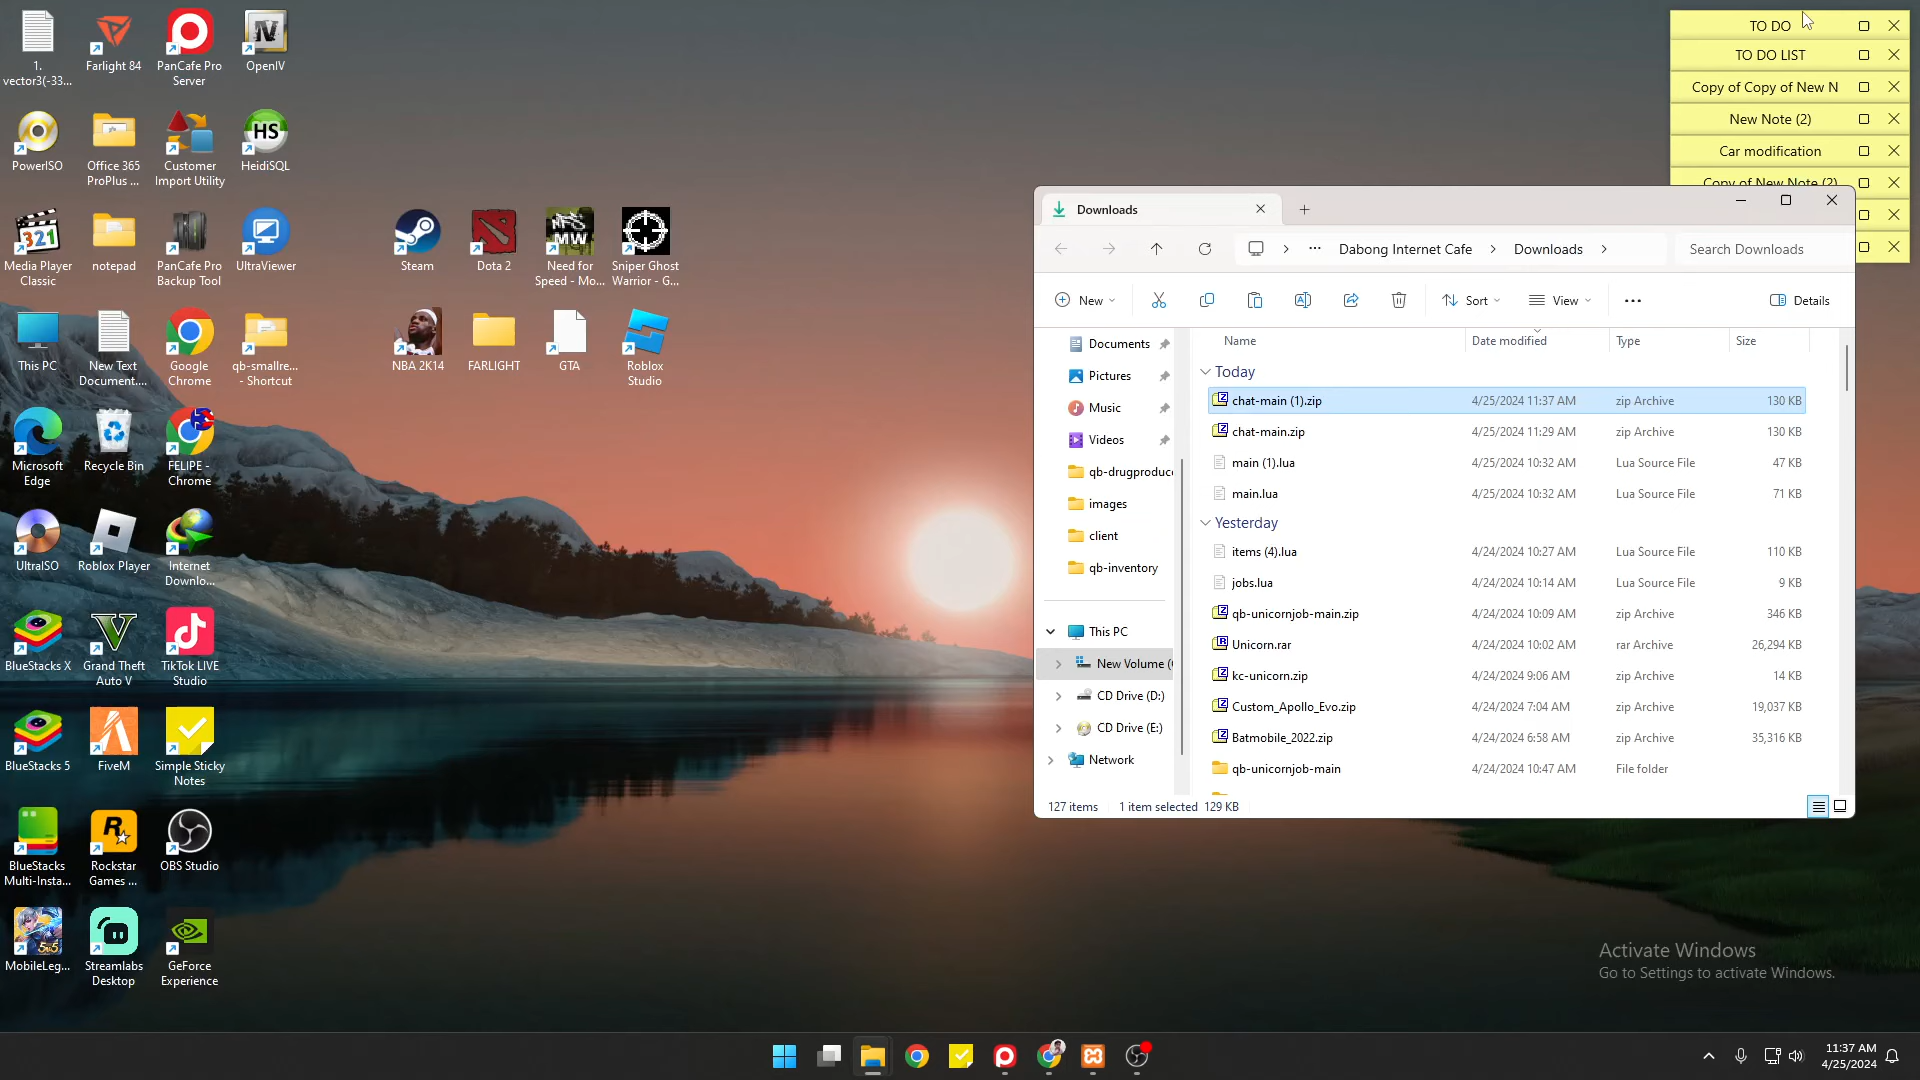 1.
vector3(-33...
Farlight 84
PanCafe Pro
Server
OpenIV
PowerISO
Office 365
ProPlus ...
Customer
Import Utility
HS
HeidiSQL
321
Media Player
Classic
notepad
PanCafe Pro
Backup Tool
UltraViewer
Steam
Dota 2
NFS
MW
Need for
Speed - Mo...
Sniper Ghost
Warrior - G...
This PC
New Text
Document....
Google
Chrome
qb-smallre...
- Shortcut
NBA 2K14
FARLIGHT
GTA
Roblox
Studio
Microsoft
Edge
Recycle Bin
FELIPE -
Chrome
UltraISO
Roblox Player
Internet
Downlo...
BlueStacks X
Grand Theft
Auto V
TikTok LIVE
Studio
BlueStacks 5
FiveM
Simple Sticky
Notes
BlueStacks
Multi-Insta...
Rockstar
Games ...
OBS Studio
MobileLeg...
Streamlabs
Desktop
GeForce
Experience
TO DO
TO DO LIST
Copy of Copy of New N
New Note (2)
Car modification
Copy of New Note (2)
Downloads
Dabong Internet Cafe
Downloads
Search Downloads
New
Sort
View
Details
Documents
Pictures
Music
Videos
qb-drugproduc
images
client
qb-inventory
This PC
New Volume (
CD Drive (D:)
CD Drive (E:)
Network
Name Date modified Type Size
Today
chat-main (1).zip 4/25/2024 11:37 AM zip Archive 130 KB
chat-main.zip 4/25/2024 11:29 AM zip Archive 130 KB
main (1).lua 4/25/2024 10:32 AM Lua Source File 47 KB
main.lua 4/25/2024 10:32 AM Lua Source File 71 KB
Yesterday
items (4).lua 4/24/2024 10:27 AM Lua Source File 110 KB
jobs.lua 4/24/2024 10:14 AM Lua Source File 9 KB
qb-unicornjob-main.zip 4/24/2024 10:09 AM zip Archive 346 KB
Unicorn.rar 4/24/2024 10:02 AM rar Archive 26,294 KB
kc-unicorn.zip 4/24/2024 9:06 AM zip Archive 14 KB
Custom_Apollo_Evo.zip 4/24/2024 7:04 AM zip Archive 19,037 KB
Batmobile_2022.zip 4/24/2024 6:58 AM zip Archive 35,316 KB
qb-unicornjob-main 4/24/2024 10:47 AM File folder
127 items 1 item selected 129 KB
Activate Windows
Go to Settings to activate Windows.
11:37 AM
4/25/2024